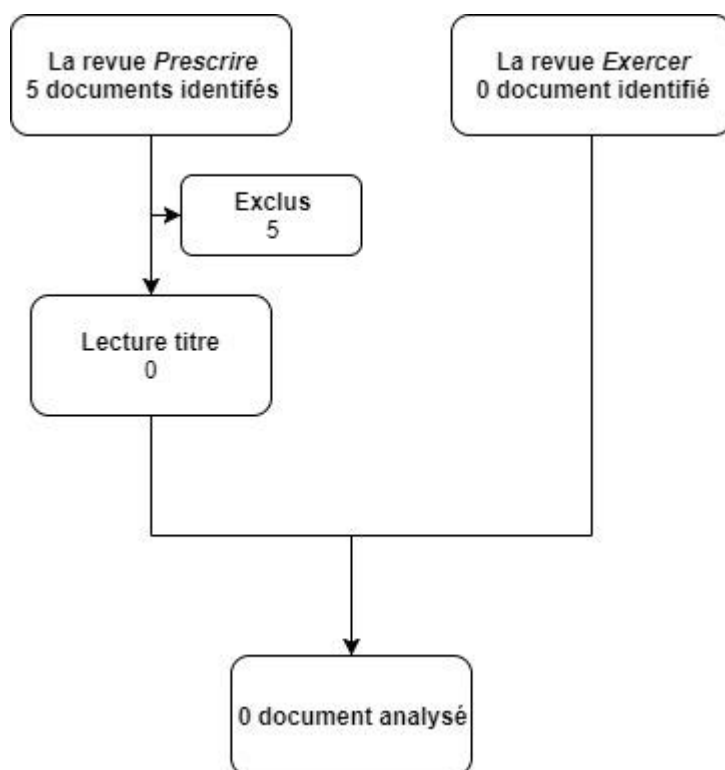 La revue Prescrire
5 documents identifés
La revue Exercer
0 document identifié
Exclus
5
Lecture titre
0
0 document analysé